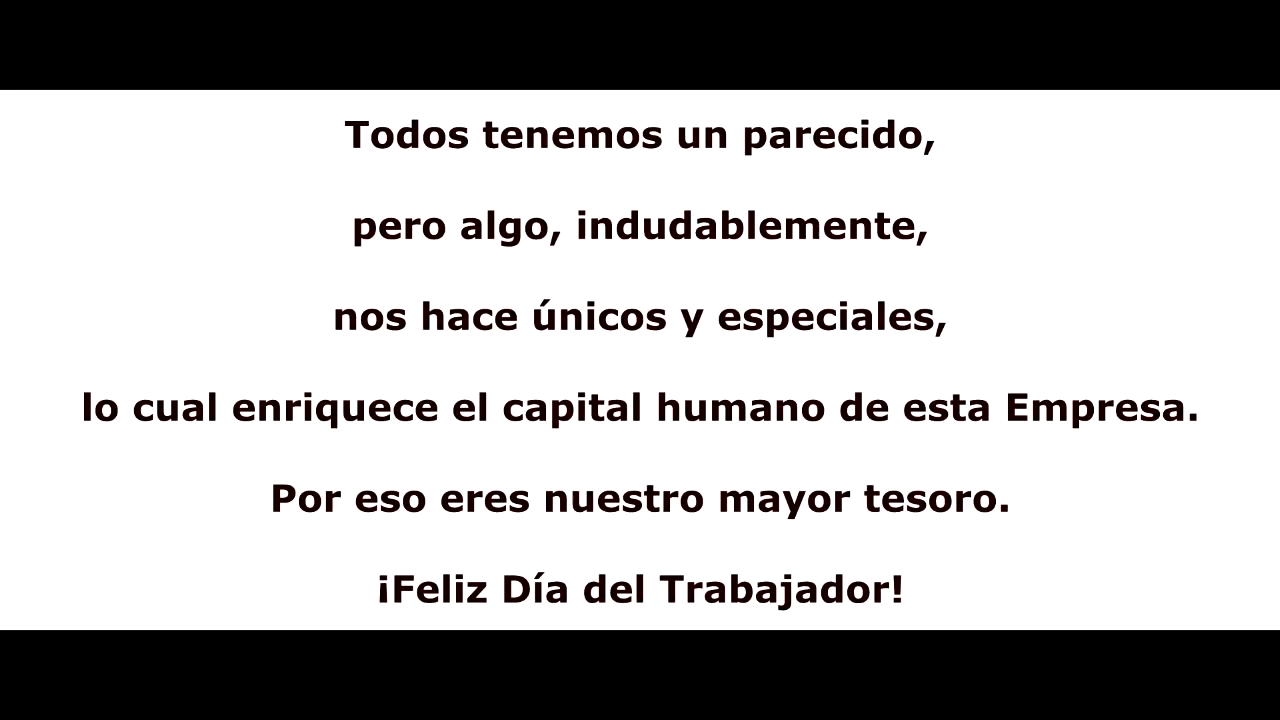 Todos tenemos un parecido,
pero algo, indudablemente,
nos hace únicos y especiales,
lo cual enriquece el capital humano de esta Empresa.
Por eso eres nuestro mayor tesoro.
¡Feliz Día del Trabajador!